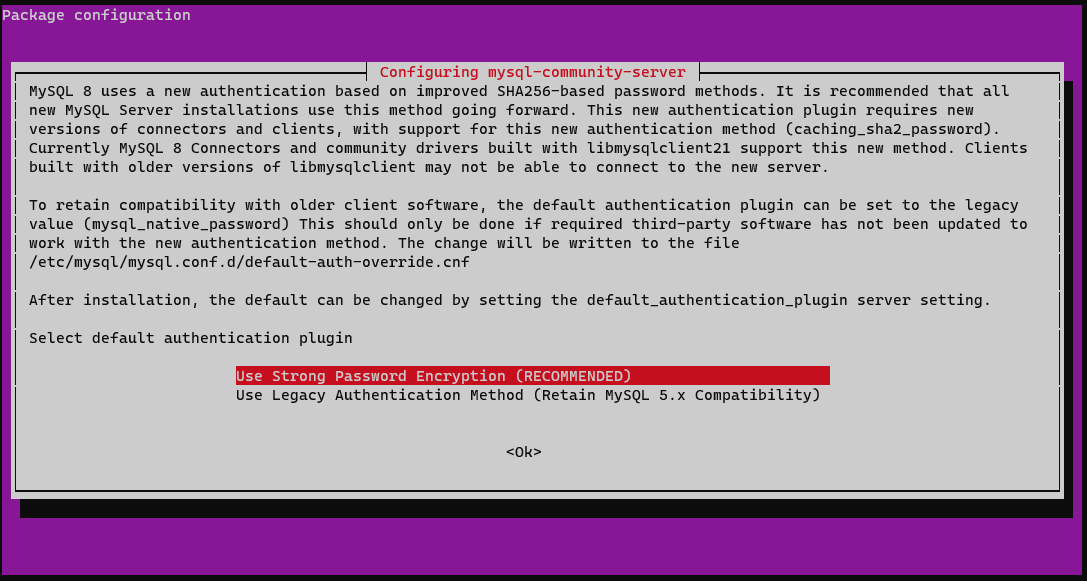 Package configuration
Configuring mysql-community-server
MySQL 8 uses a new authentication based on improved SHA256-based password methods. It is recommended that all
new MySQL Server installations use this method going forward. This new authentication plugin requires new
versions of connectors and clients, with support for this new authentication method (caching_sha2_password).
Currently MySQL 8 Connectors and community drivers built with libmysqlclient21 support this new method. Clients
built with older versions of libmysqlclient may not be able to connect to the new server.
To retain compatibility with older client software, the default authentication plugin can be set to the legacy
value (mysql_native_password) This should only be done if required third-party software has not been updated to
work with the new authentication method. The change will be written to the file
/etc/mysql/mysql.conf.d/default-auth-override.cnf
After installation, the default can be changed by setting the default_authentication_plugin server setting.
Select default authentication plugin
Use Strong Password Encryption (RECOMMENDED)
Use Legacy Authentication Method (Retain MySQL 5.x Compatibility)
<Ok>